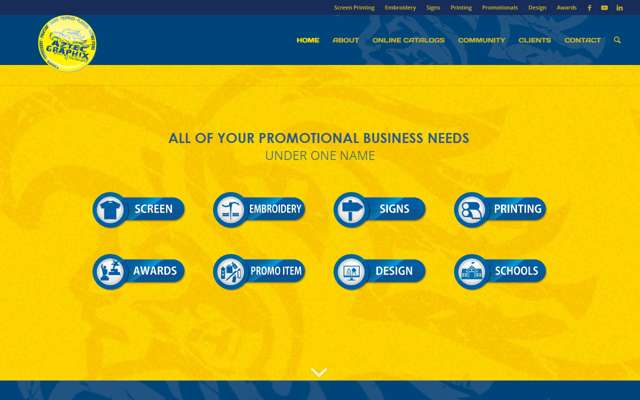 Screen Printing Embroidery Signs Printing Promotionals Design Awards
AZTEC
GRAPHIX
HOME ABOUT ONLINE CATALOGS COMMUNITY CLIENTS CONTACT
ALL OF YOUR PROMOTIONAL BUSINESS NEEDS
UNDER ONE NAME
SCREEN EMBROIDERY SIGNS PRINTING
AWARDS PROMO ITEM DESIGN SCHOOLS